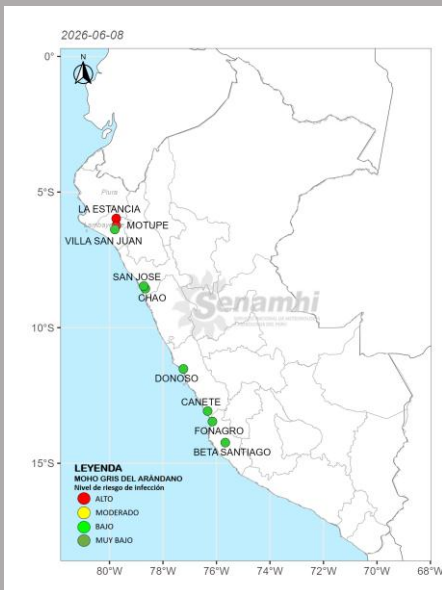 2026-06-08
N
0°
Piura
LA ESTANCIA
5°S
MOTUPE
VILLA SAN JUAN
SAN JOSE
CHAO
Senamhi
10°S
DONOSO
CANETE
FONAGRO
BETA SANTIAGO
15°S
LEYENDA
MOHO GRIS DEL ARÁNDANO
Nivel de riesgo de infección
ALTO
MODERADO
BAJO
MUY BAJO
80°W 78°W 76°W 74°W 72°W 70°W 68°W